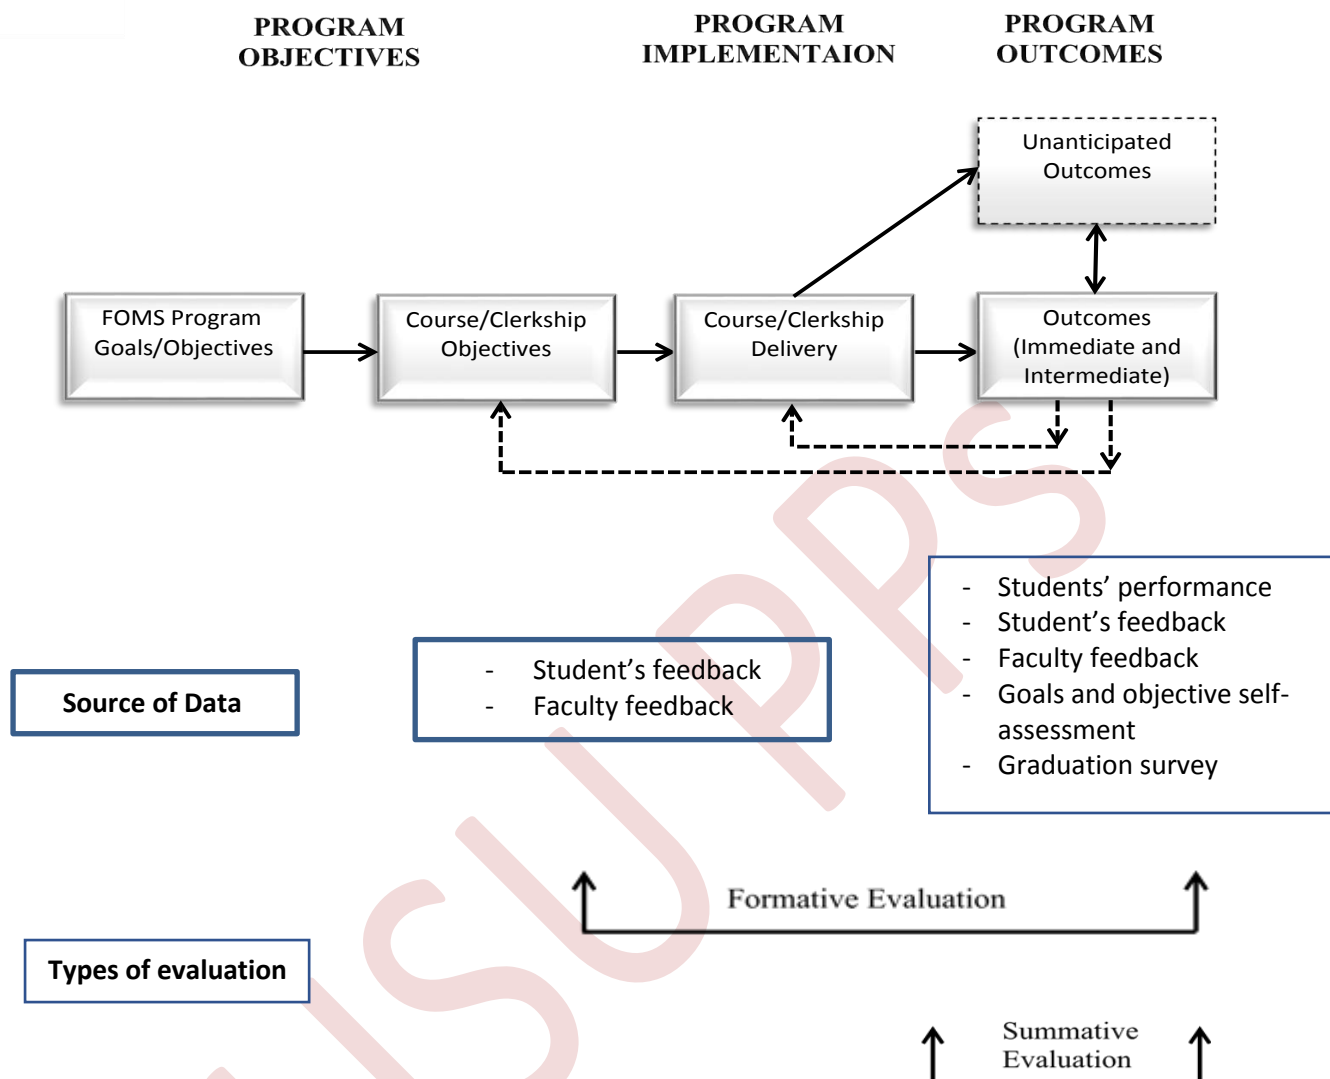 PROGRAM
OBJECTIVES
PROGRAM
IMPLEMENTAION
PROGRAM
OUTCOMES
Unanticipated
Outcomes
FOMS Program
Goals/Objectives
Course/Clerkship
Objectives
Course/Clerkship
Delivery
Outcomes
(Immediate and
Intermediate)
Source of Data
- Student’s feedback
- Faculty feedback
- Students’ performance
- Student’s feedback
- Faculty feedback
- Goals and objective self-
assessment
- Graduation survey
Formative Evaluation
Types of evaluation
Summative
Evaluation
ISU PPS